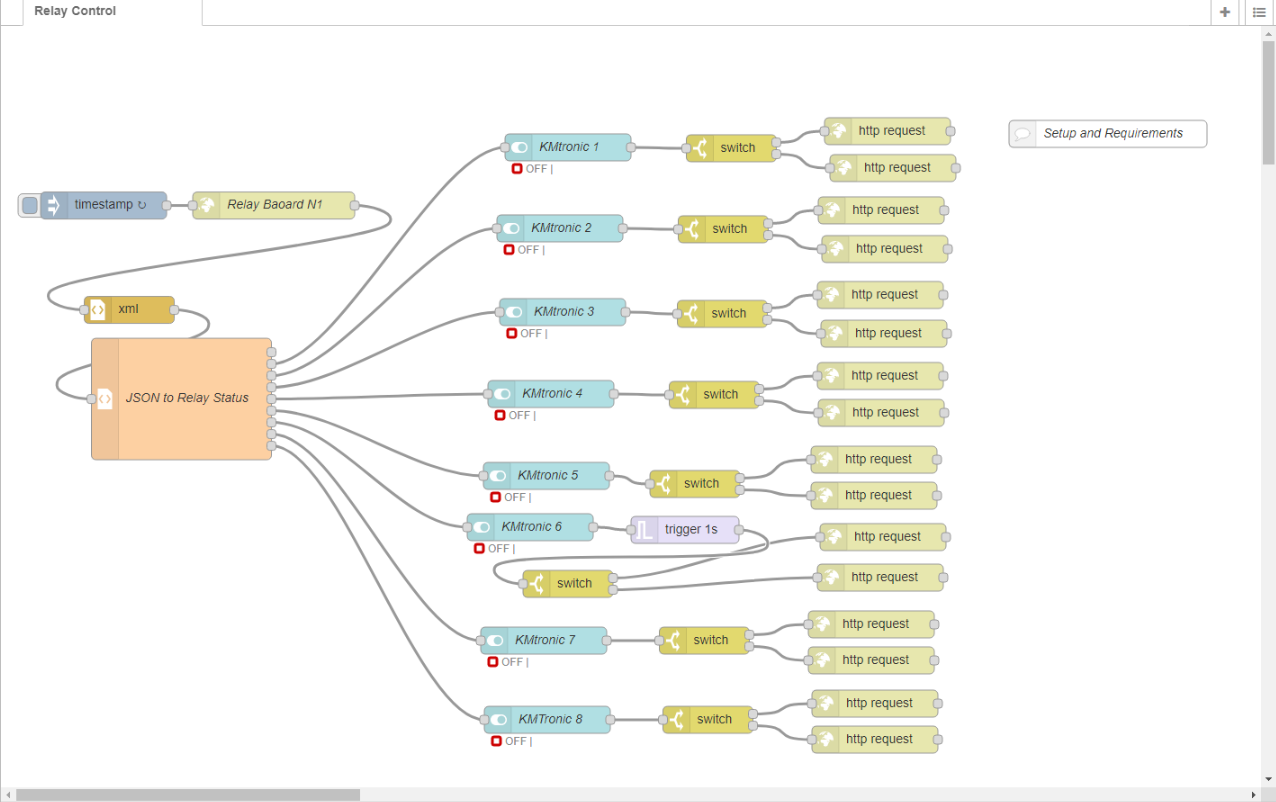 Relay Control
KMtronic 1
OFF |
switch
http request
http request
Setup and Requirements
timestamp ↻
Relay Baoard N1
KMtronic 2
OFF |
switch
http request
http request
xml
KMtronic 3
OFF |
switch
http request
http request
JSON to Relay Status
KMtronic 4
OFF |
switch
http request
http request
KMtronic 5
OFF |
switch
http request
http request
KMtronic 6
OFF |
trigger 1s
switch
http request
http request
KMtronic 7
OFF |
switch
http request
http request
KMTronic 8
OFF |
switch
http request
http request